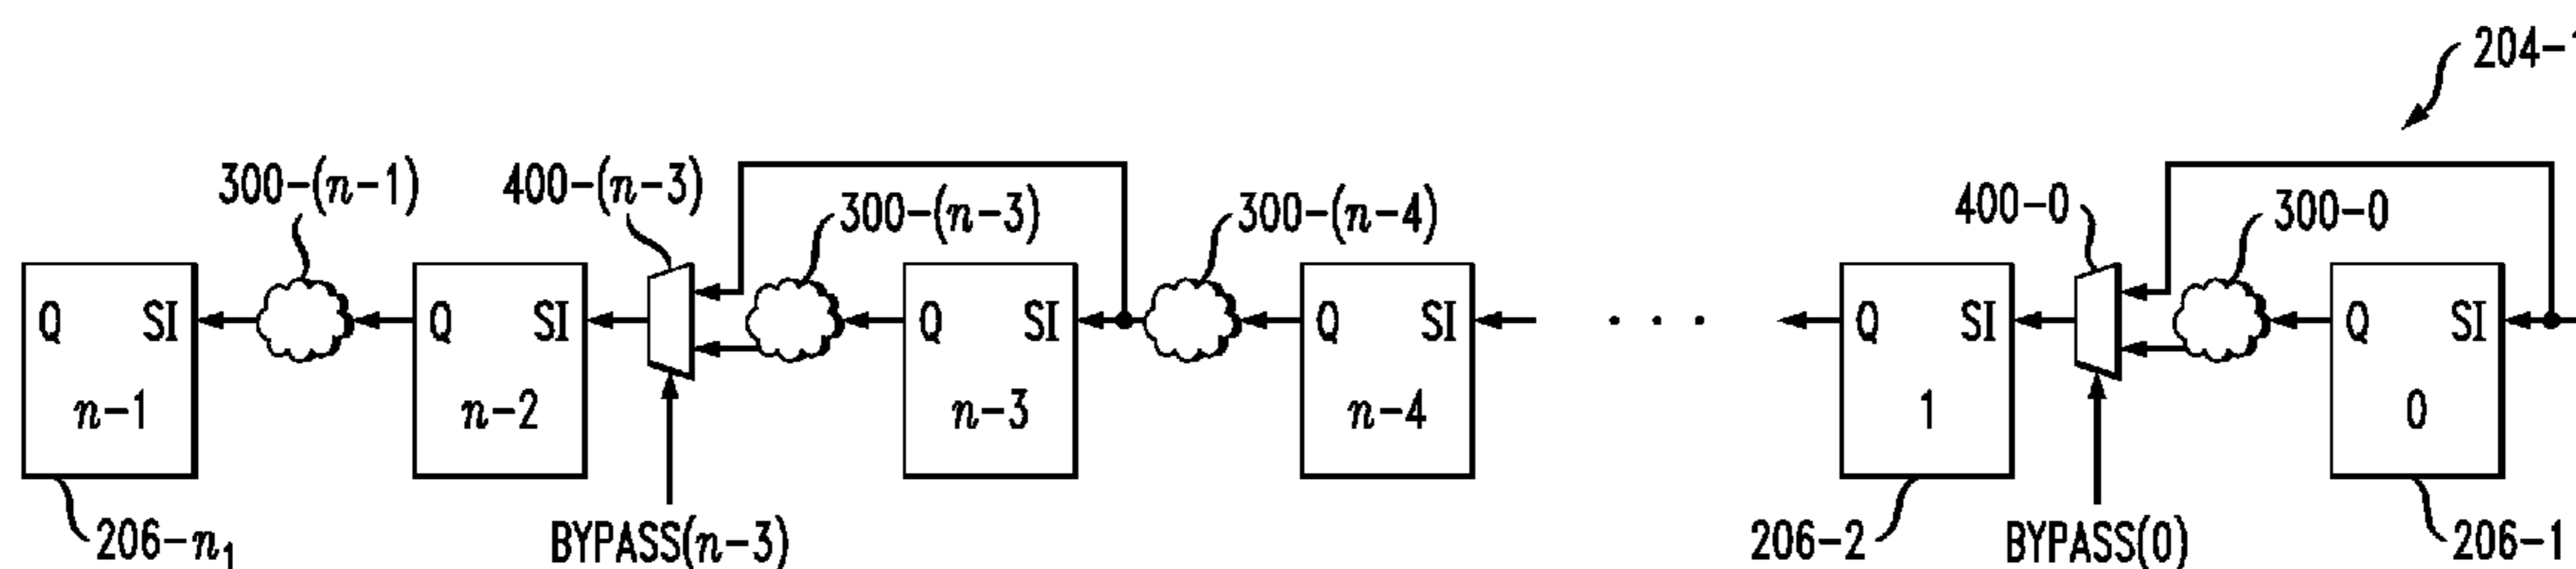 204-1
300-(n-1)
400-(n-3)
300-(n-3)
300-(n-4)
400-0
300-0
Q SI
n-1
Q SI
n-2
Q SI
n-3
Q SI
n-4
. . .
Q SI
1
Q SI
0
206-n1
BYPASS(n-3)
206-2
BYPASS(0)
206-1